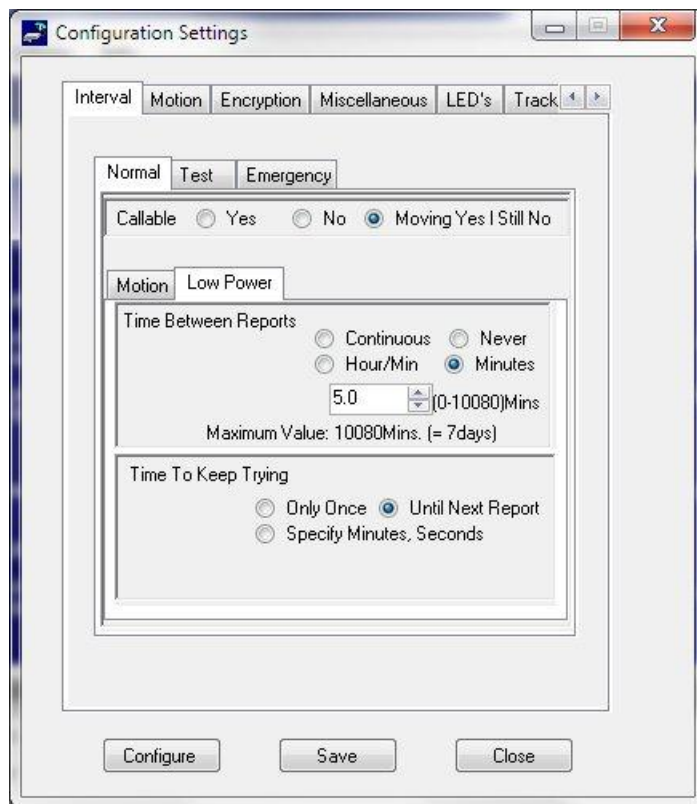 Configuration Settings
Interval Motion Encryption Miscellaneous LED's Track
Normal Test Emergency
Callable Yes No Moving Yes I Still No
Motion Low Power
Time Between Reports
Continuous Never
Hour/Min Minutes
5.0 (0-10080)Mins
Maximum Value: 10080Mins. (= 7days)
Time To Keep Trying
Only Once Until Next Report
Specify Minutes, Seconds
Configure Save Close